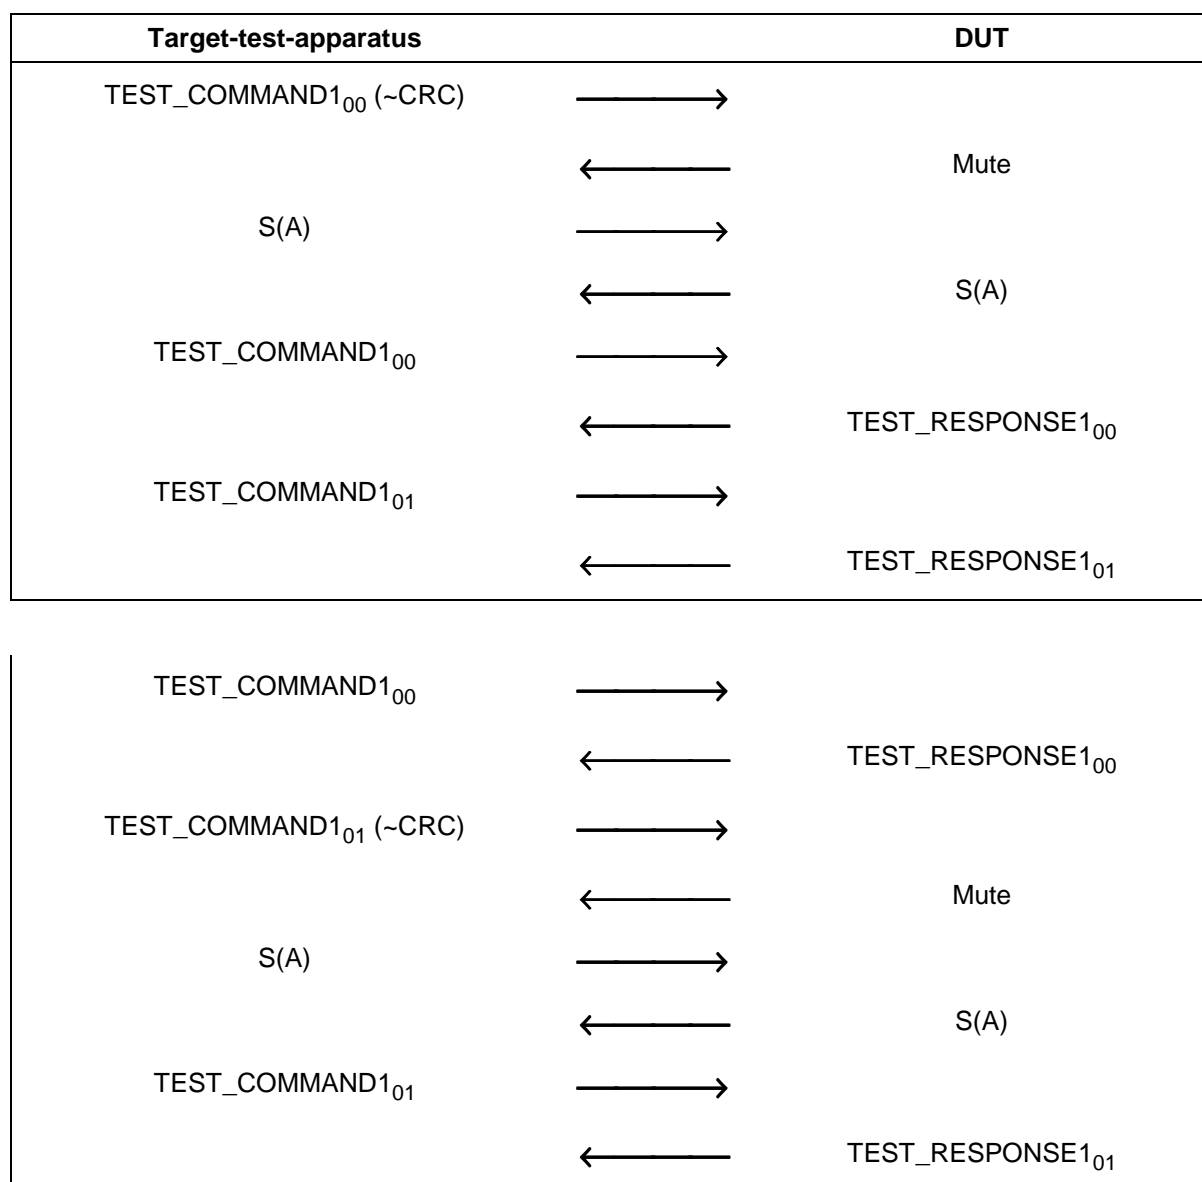 Target-test-apparatus DUT
TEST_COMMAND1₀₀ (~CRC)
Mute
S(A)
S(A)
TEST_COMMAND1₀₀
TEST_RESPONSE1₀₀
TEST_COMMAND1₀₁
TEST_RESPONSE1₀₁
TEST_COMMAND1₀₀
TEST_RESPONSE1₀₀
TEST_COMMAND1₀₁ (~CRC)
Mute
S(A)
S(A)
TEST_COMMAND1₀₁
TEST_RESPONSE1₀₁